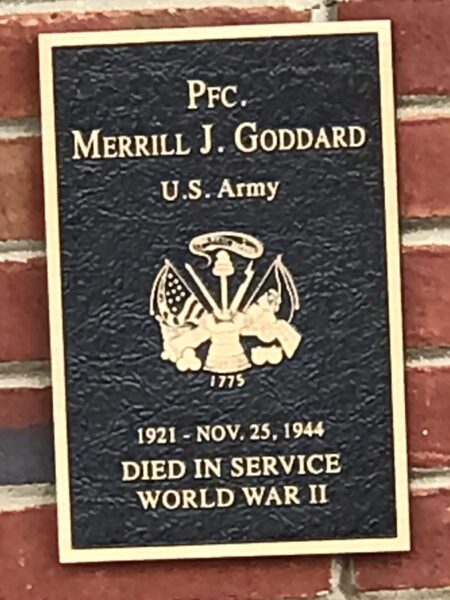 PFC.
MERRILL J. GODDARD
U.S. Army
1775
1921 - NOV. 25, 1944
DIED IN SERVICE
WORLD WAR II